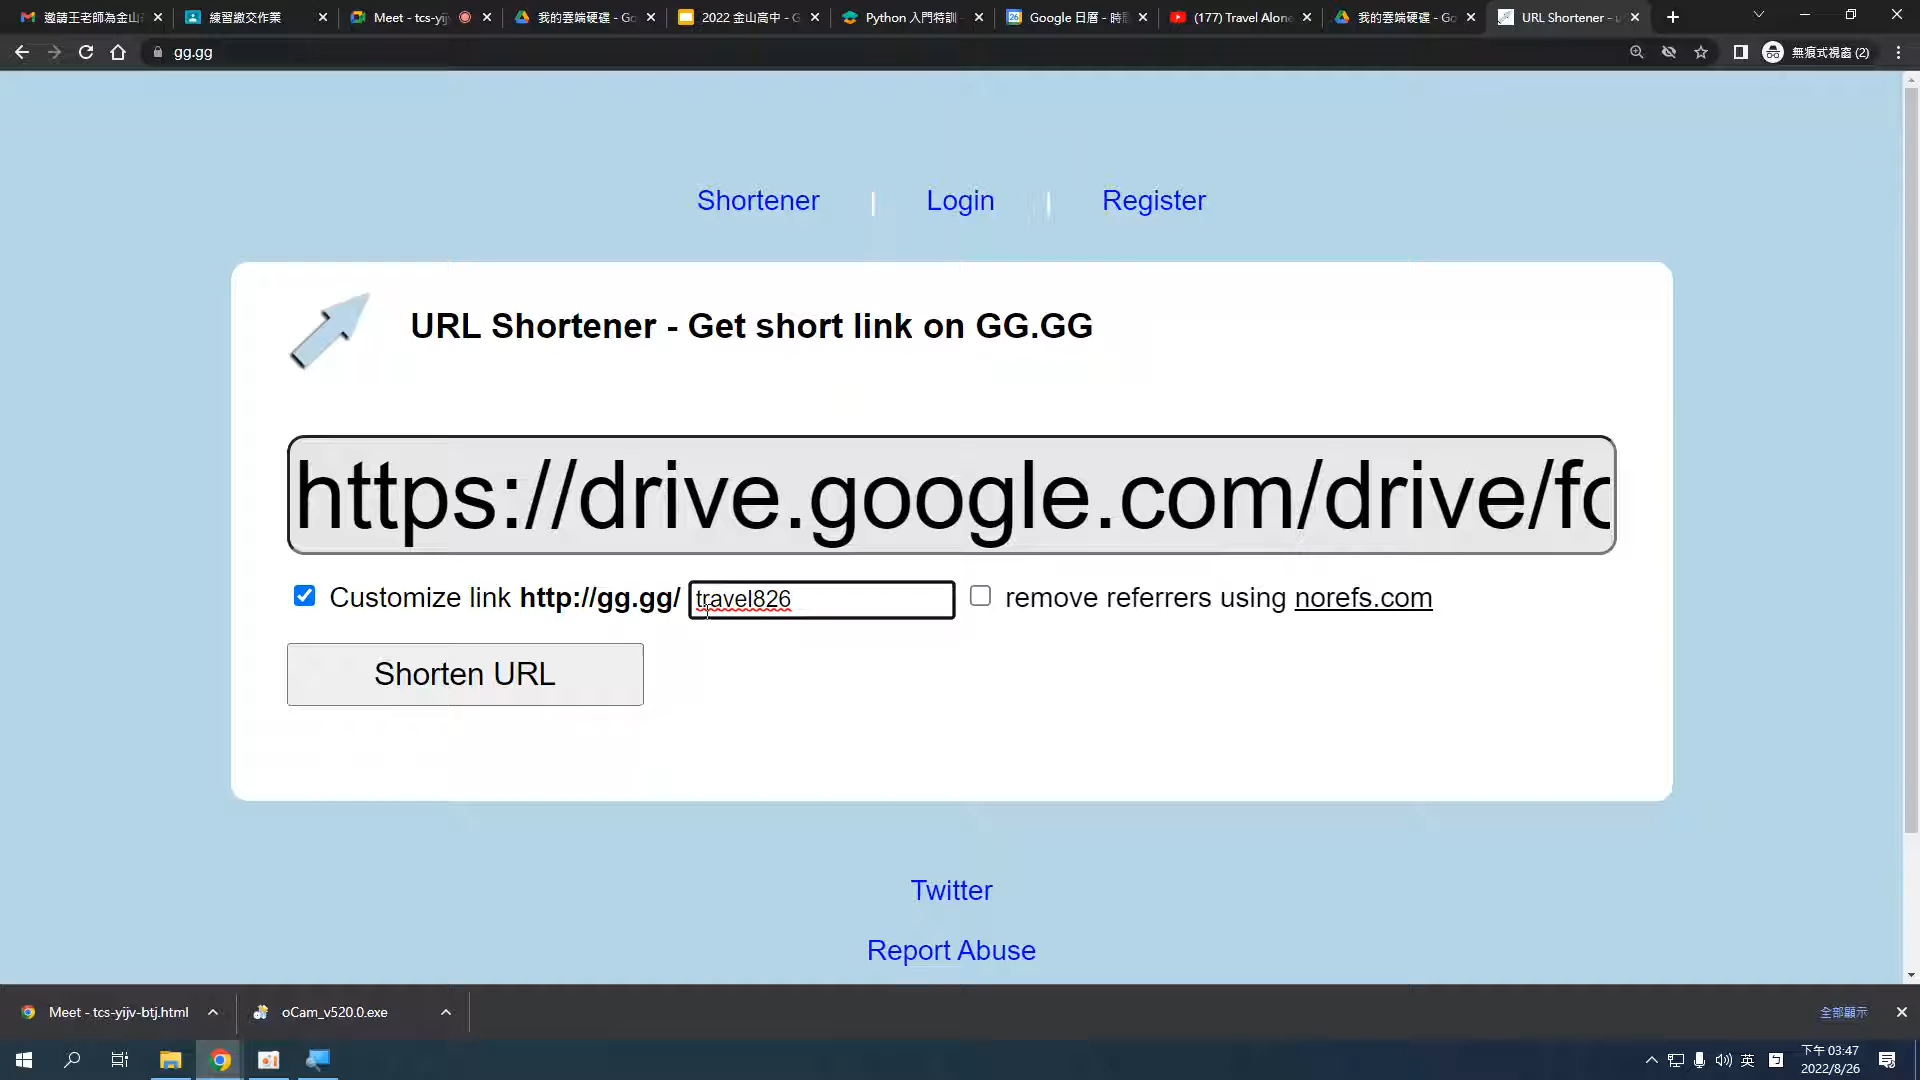 邀請王老師為金山
練習繳交作業
Meet - tcs-yij
我的雲端硬碟 - Go
2022 金山高中 - G
Python 入門特訓
Google 日曆 - 時
(177) Travel Alone
我的雲端硬碟 - Go
URL Shortener - u
gg.gg
無痕式視窗 (2)
Shortener | Login | Register
URL Shortener - Get short link on GG.GG
https://drive.google.com/drive/fo
Customize link http://gg.gg/ travel826 remove referrers using norefs.com
Shorten URL
Twitter
Report Abuse
Meet - tcs-yijv-btj.html
oCam_v520.0.exe
全部顯示
英
下午 03:47
2022/8/26